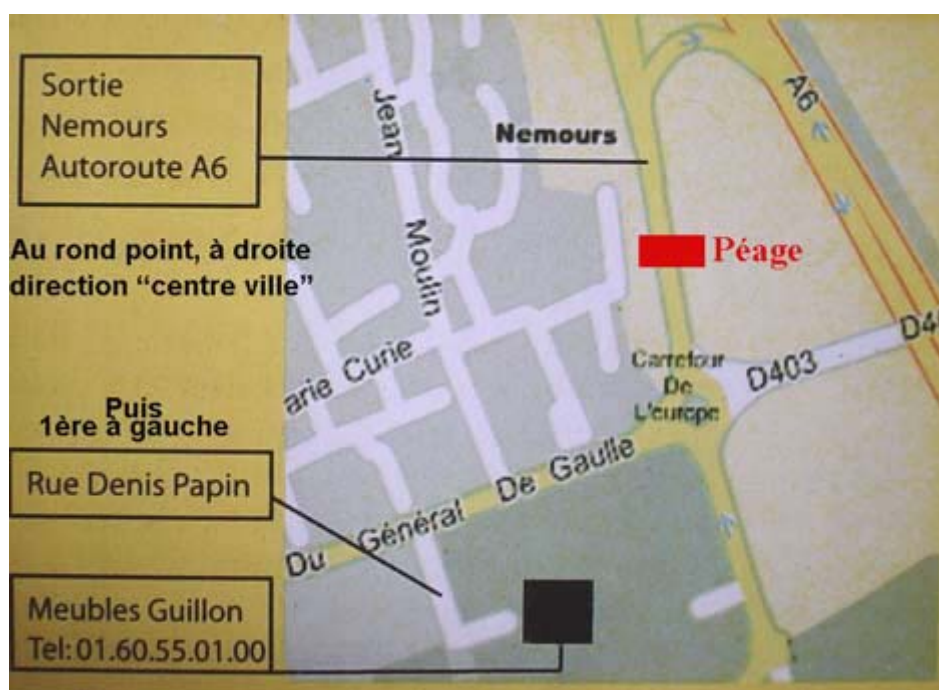 Sortie
Nemours
Autoroute A6
Au rond point, à droite
direction “centre ville”
Puis
1ère à gauche
Rue Denis Papin
Meubles Guillon
Tel: 01.60.55.01.00
Jean Moulin
Nemours
A6
Péage
arie Curie
Carrefour
De
L'europe
D403
D4
Du Général De Gaulle